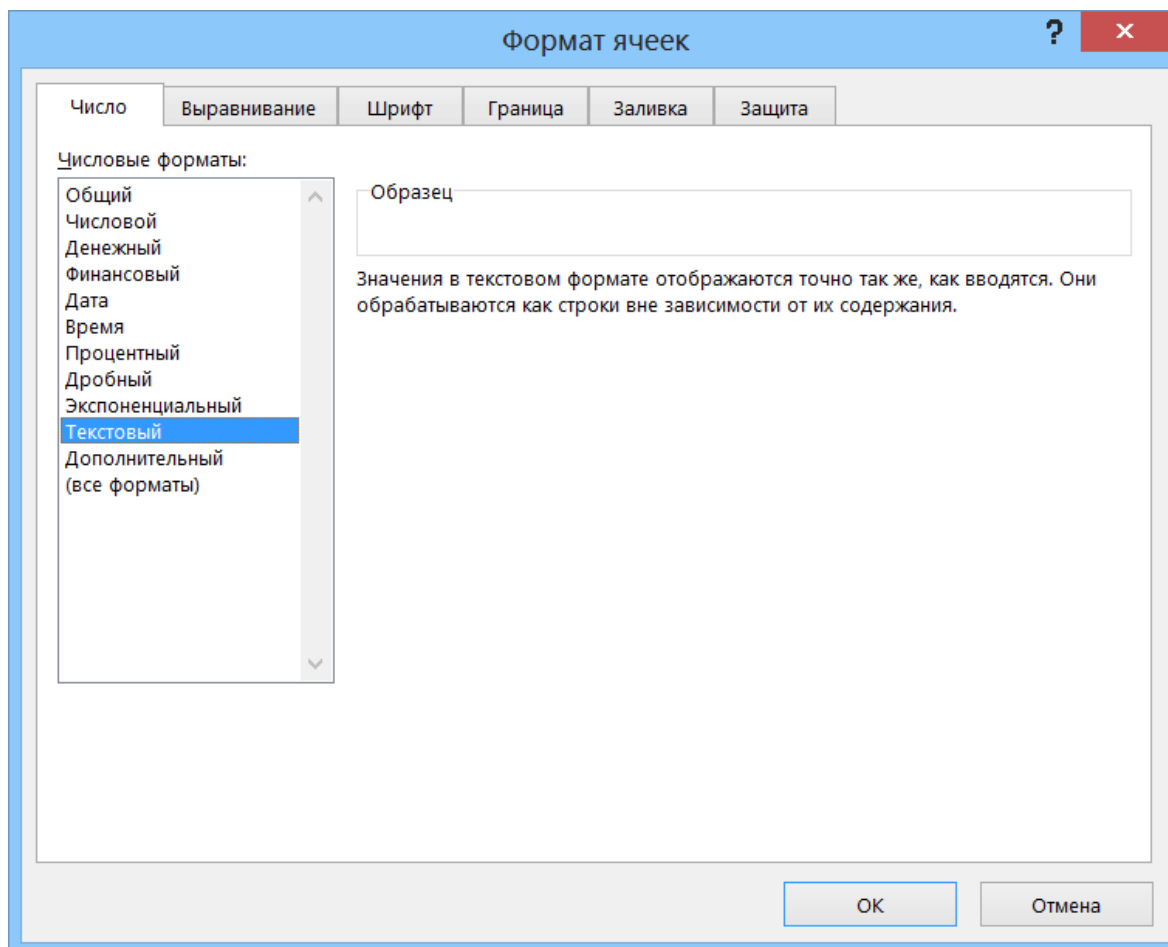 Формат ячеек
?
Число Выравнивание Шрифт Граница Заливка Защита
Числовые форматы:
Общий
Числовой
Денежный
Финансовый
Дата
Время
Процентный
Дробный
Экспоненциальный
Текстовый
Дополнительный
(все форматы)
Образец
Значения в текстовом формате отображаются точно так же, как вводятся. Они
обрабатываются как строки вне зависимости от их содержания.
ОК Отмена